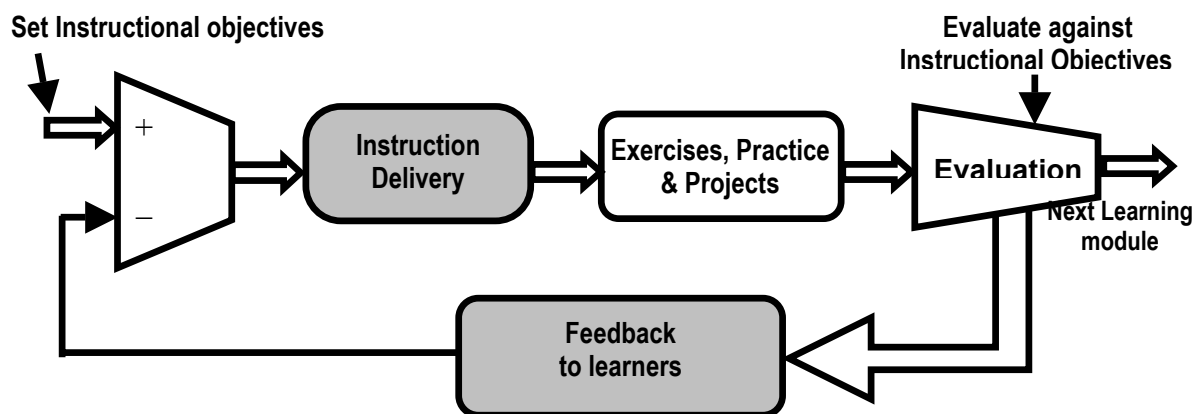 Set Instructional objectives
Evaluate against
Instructional Obiectives
+
Instruction
Delivery
Exercises, Practice
& Projects
Evaluation
–
Next Learning
module
Feedback
to learners